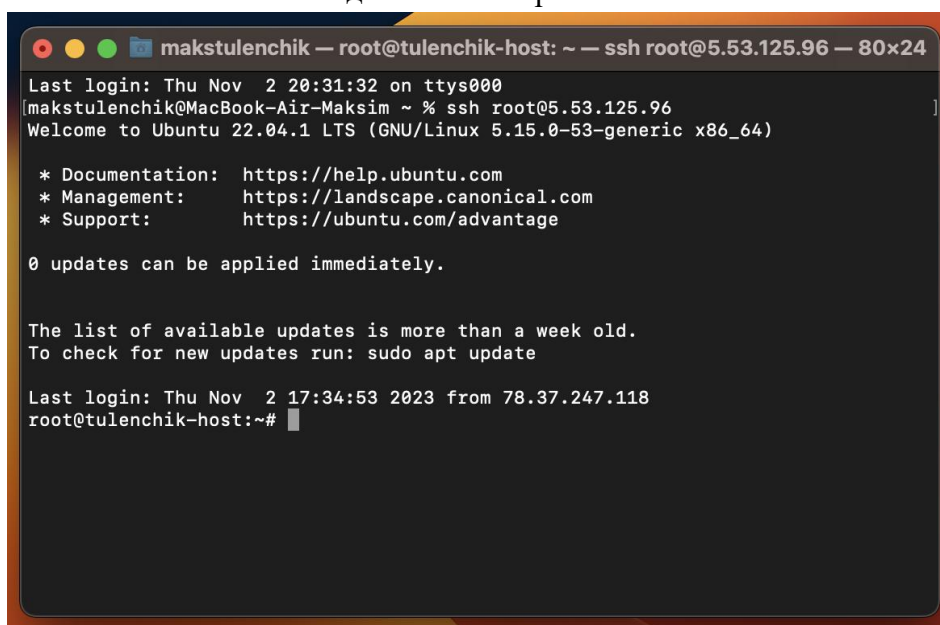 makstulenchik — root@tulenchik-host: ~ — ssh root@5.53.125.96 — 80×24
Last login: Thu Nov  2 20:31:32 on ttys000
[makstulenchik@MacBook-Air-Maksim ~ % ssh root@5.53.125.96 ]
Welcome to Ubuntu 22.04.1 LTS (GNU/Linux 5.15.0-53-generic x86_64)
* Documentation:  https://help.ubuntu.com
* Management:     https://landscape.canonical.com
* Support:        https://ubuntu.com/advantage
0 updates can be applied immediately.
The list of available updates is more than a week old.
To check for new updates run: sudo apt update
Last login: Thu Nov  2 17:34:53 2023 from 78.37.247.118
root@tulenchik-host:~#